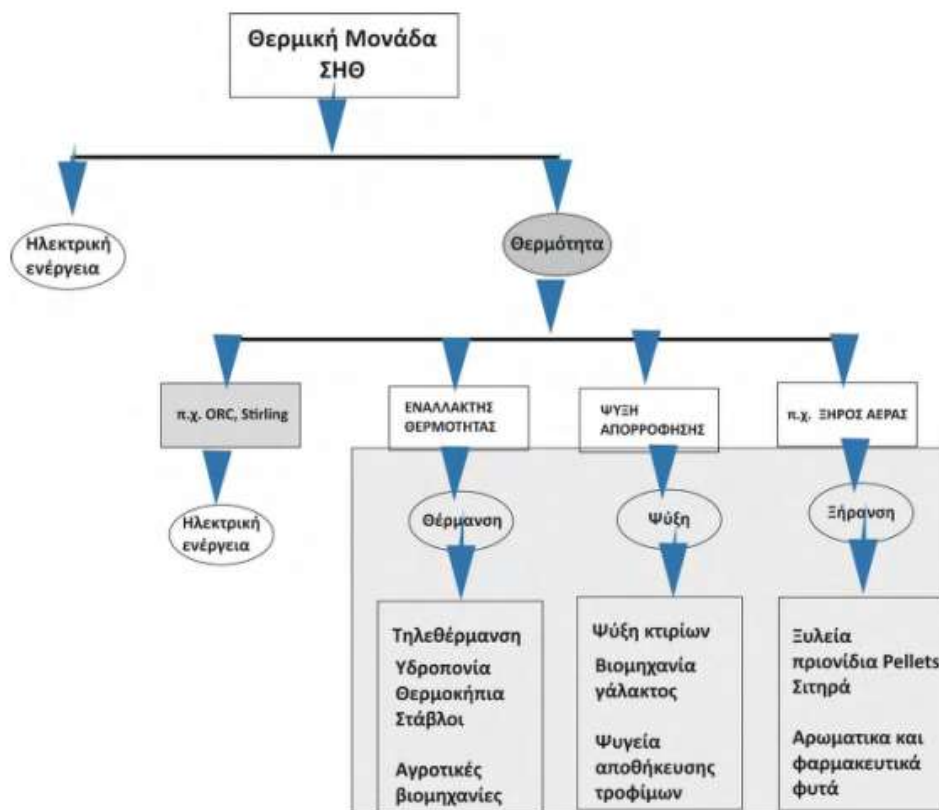 Θερμική Μονάδα
ΣΗΘ
Ηλεκτρική
ενέργεια
Θερμότητα
π.χ. ORC, Stirling
ΕΝΑΛΛΑΚΤΗΣ
ΘΕΡΜΟΤΗΤΑΣ
ΨΥΞΗ
ΑΠΟΡΡΟΦΗΣΗΣ
π.χ. ΞΗΡΟΣ ΑΕΡΑΣ
Ηλεκτρική
ενέργεια
Θέρμανση
Ψύξη
Ξήρανση
Τηλεθέρμανση
Υδροπονία
Θερμοκήπια
Στάβλοι
Αγροτικές
βιομηχανίες
Ψύξη κτιρίων
Βιομηχανία
γάλακτος
Ψυγεία
αποθήκευσης
τροφίμων
Ξυλεία
πριονίδια Pellets
Σιτηρά
Αρωματικα και
φαρμακευτικά
φυτά